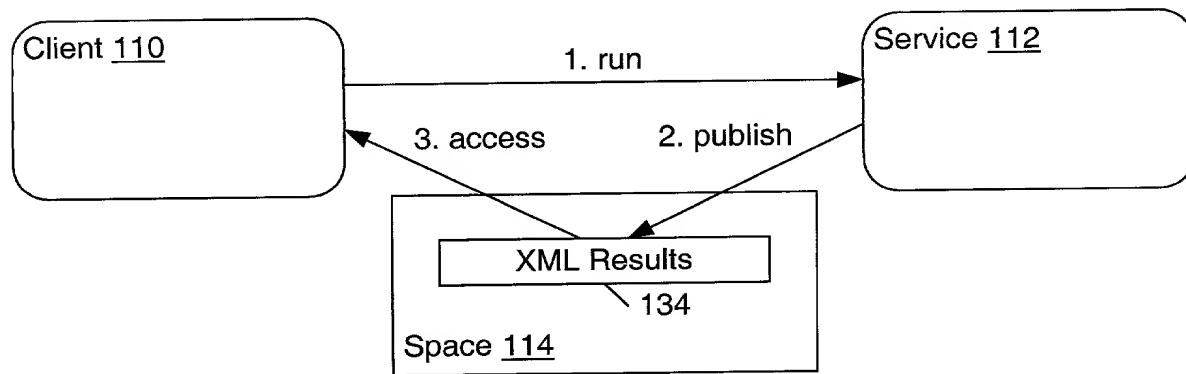 Client 110
Service 112
1. run
3. access
2. publish
XML Results
134
Space 114